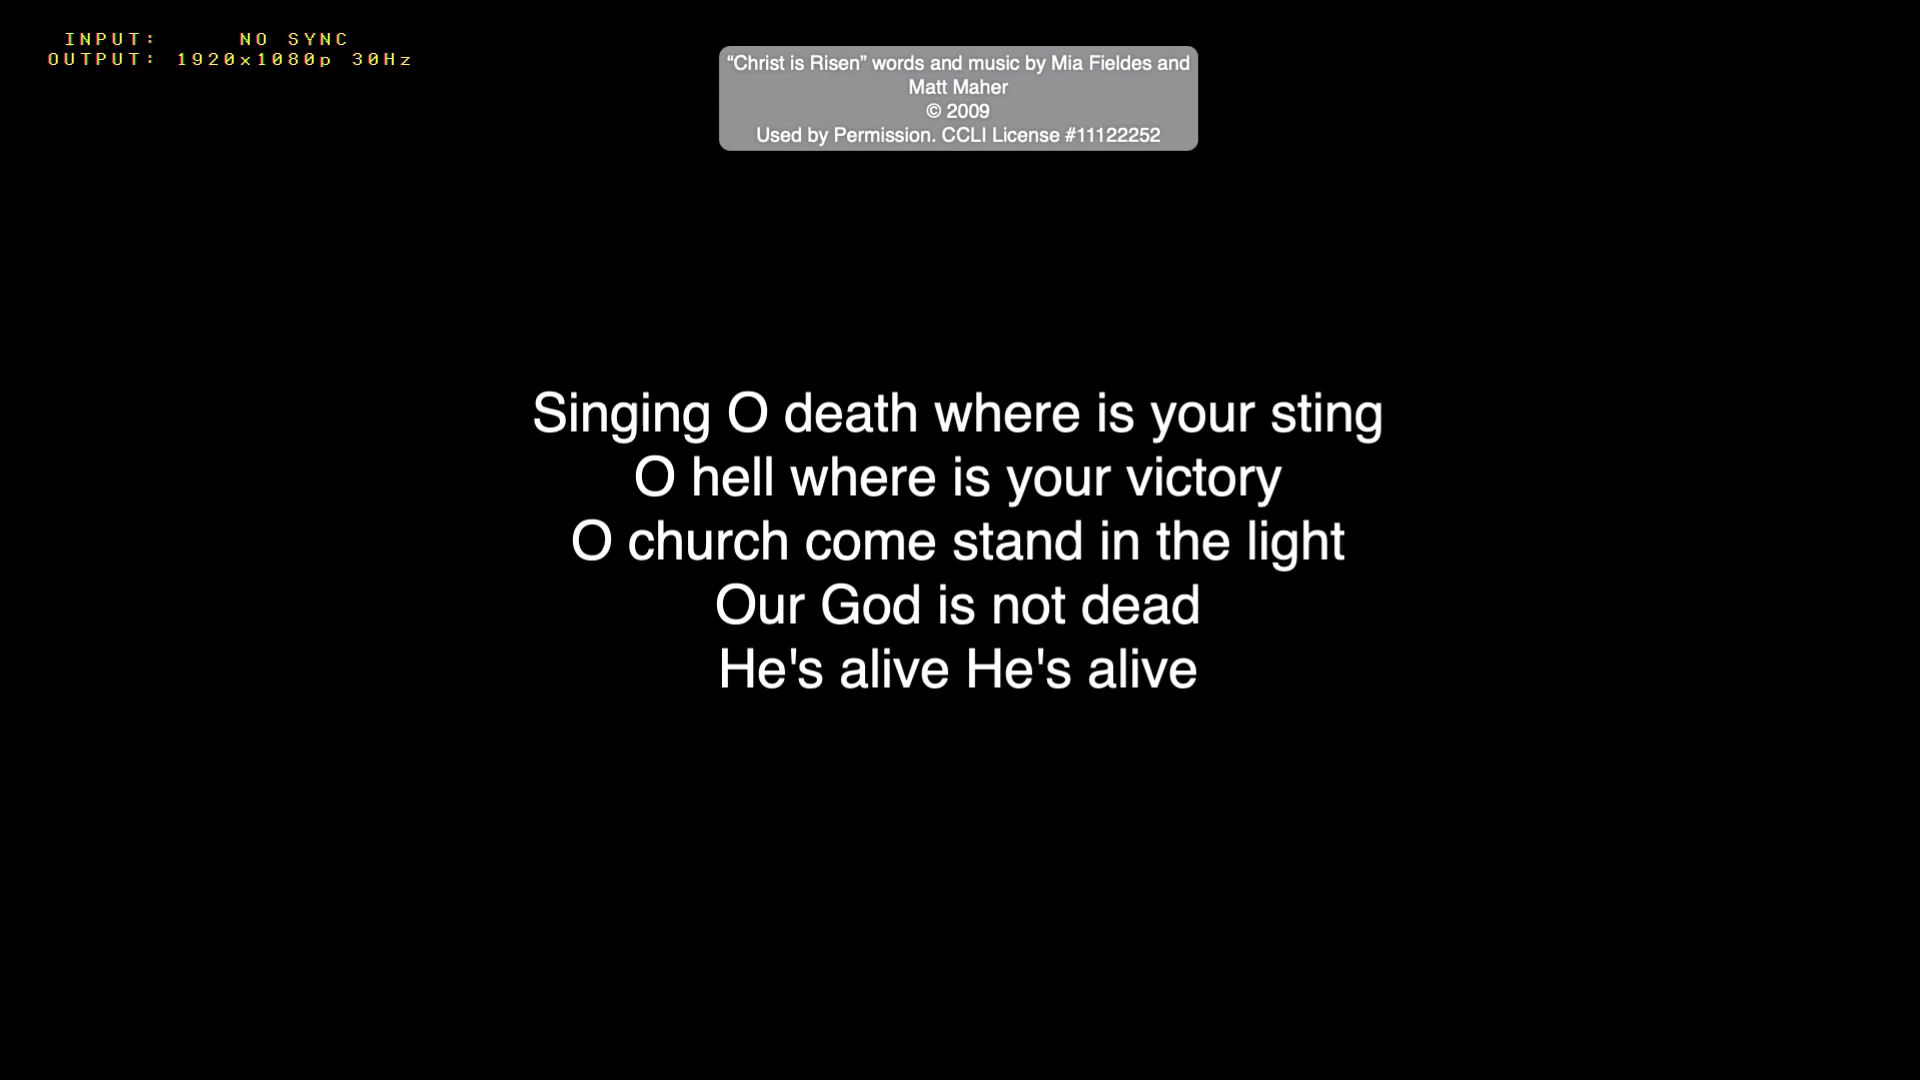 INPUT: NO SYNC
OUTPUT: 1920x1080p 30Hz
“Christ is Risen” words and music by Mia Fieldes and
Matt Maher
© 2009
Used by Permission. CCLI License #11122252
Singing O death where is your sting
O hell where is your victory
O church come stand in the light
Our God is not dead
He's alive He's alive